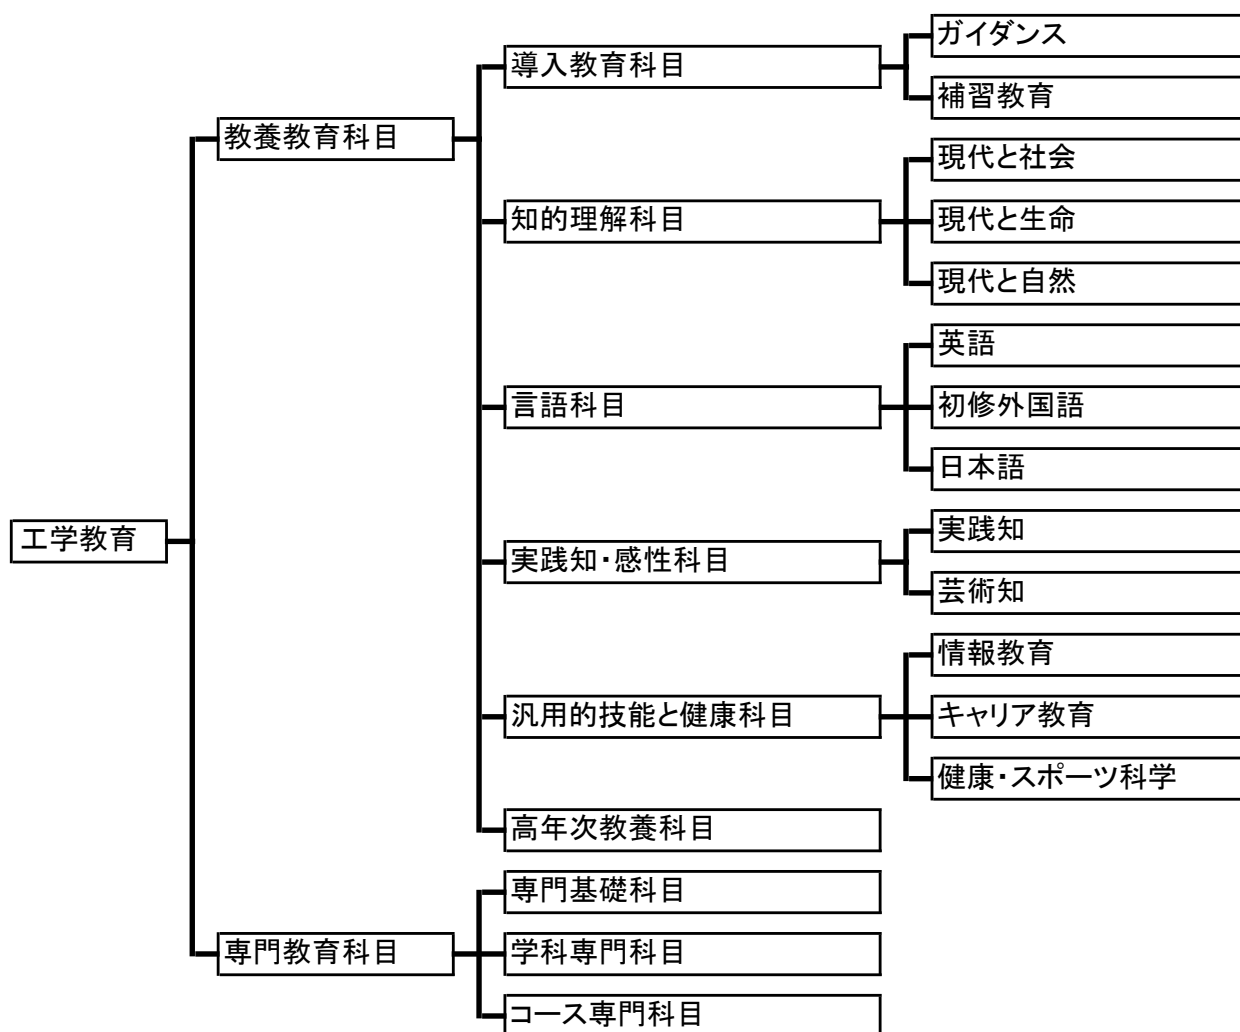 工学教育
教養教育科目
導入教育科目
ガイダンス
補習教育
知的理解科目
現代と社会
現代と生命
現代と自然
言語科目
英語
初修外国語
日本語
実践知・感性科目
実践知
芸術知
汎用的技能と健康科目
情報教育
キャリア教育
健康・スポーツ科学
高年次教養科目
専門教育科目
専門基礎科目
学科専門科目
コース専門科目